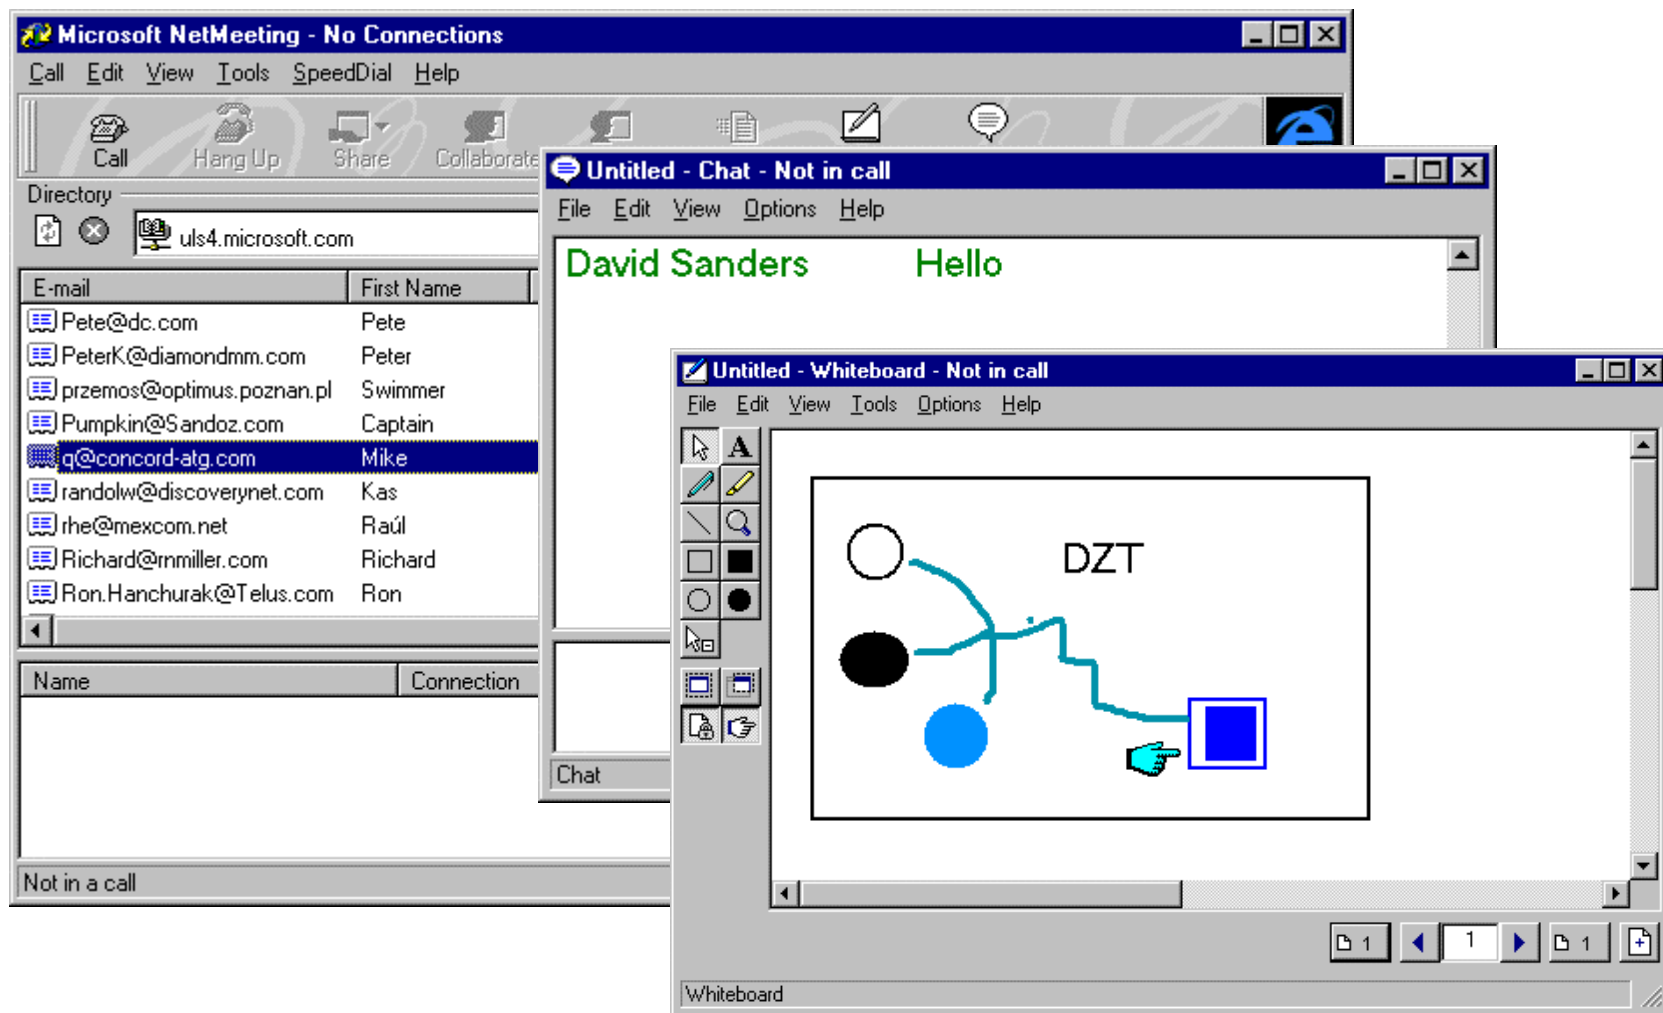 Microsoft NetMeeting - No Connections
Call Edit View Tools SpeedDial Help
Call Hang Up Share Collaborate
Directory
uls4.microsoft.com
E-mail First Name
Pete@dc.com Pete
PeterK@diamondmm.com Peter
przemos@optimus.poznan.pl Swimmer
Pumpkin@Sandoz.com Captain
q@concord-atg.com Mike
randolw@discoverynet.com Kas
rhe@mexcom.net Raúl
Richard@rnmiller.com Richard
Ron.Hanchurak@Telus.com Ron
Name Connection
Not in a call
Untitled - Chat - Not in call
File Edit View Options Help
David Sanders Hello
Chat
Untitled - Whiteboard - Not in call
File Edit View Tools Options Help
A
DZT
1 1 1
Whiteboard